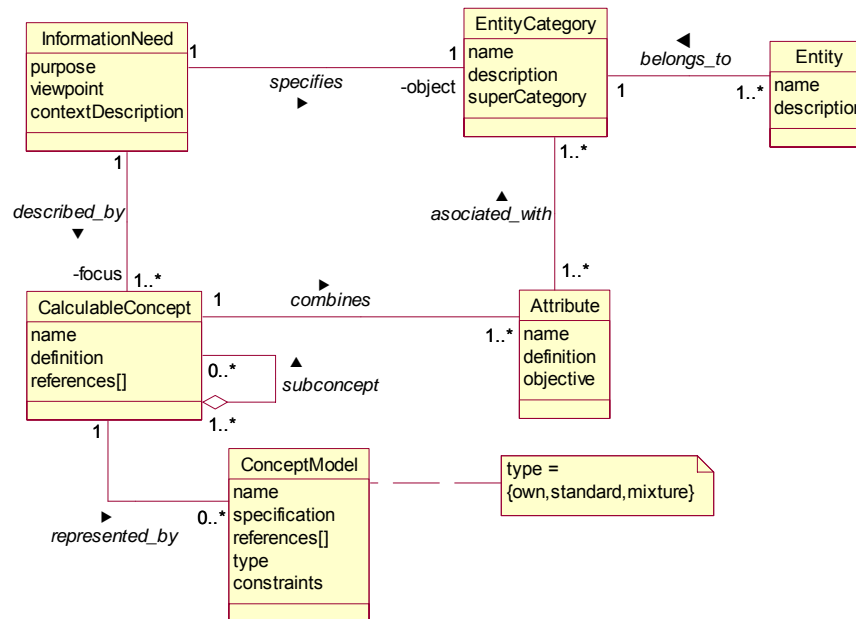 InformationNeed
purpose
viewpoint
contextDescription
1
1
specifies
-object
EntityCategory
name
description
superCategory
belongs_to
1
1..*
Entity
name
description
1
described_by
-focus
1..*
1..*
asociated_with
1..*
CalculableConcept
name
definition
references[]
1
combines
1..*
Attribute
name
definition
objective
0..*
subconcept
1..*
1
represented_by
0..*
ConceptModel
name
specification
references[]
type
constraints
type =
{own,standard,mixture}